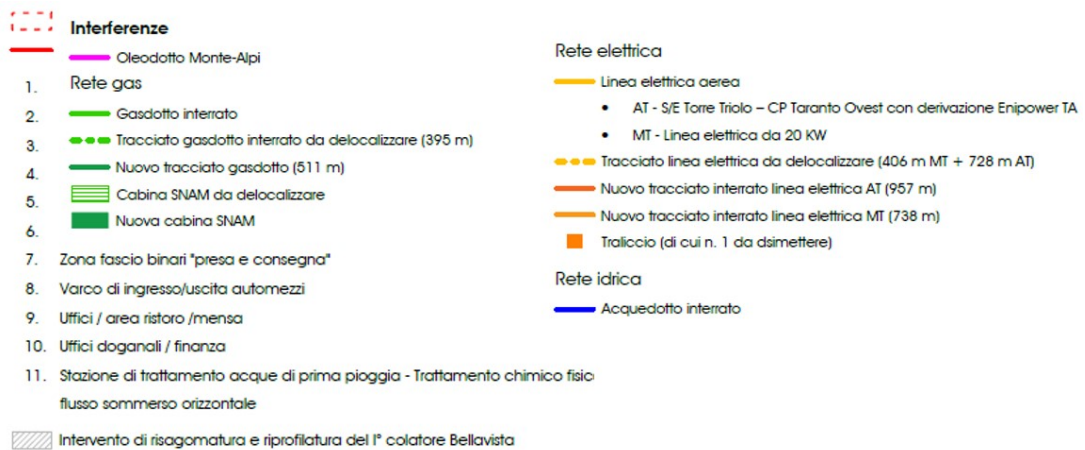 Interferenze
Oleodotto Monte-Alpi
1. Rete gas
2. Gasdotto interrato
3. Tracciato gasdotto interrato da delocalizzare (395 m)
4. Nuovo tracciato gasdotto (511 m)
5. Cabina SNAM da delocalizzare
6. Nuova cabina SNAM
7. Zona fascio binari "presa e consegna"
8. Varco di ingresso/uscita automezzi
9. Uffici / area ristoro /mensa
10. Uffici doganali / finanza
11. Stazione di trattamento acque di prima pioggia - Trattamento chimico fisic
flusso sommerso orizzontale
Intervento di risagomatura e riprofilatura del I° colatore Bellavista
Rete elettrica
Linea elettrica aerea
• AT - S/E Torre Triolo – CP Taranto Ovest con derivazione Enipower TA
• MT - Linea elettrica da 20 KW
Tracciato linea elettrica da delocalizzare (406 m MT + 728 m AT)
Nuovo tracciato interrato linea elettrica AT (957 m)
Nuovo tracciato interrato linea elettrica MT (738 m)
Traliccio (di cui n. 1 da dsimettere)
Rete idrica
Acquedotto interrato